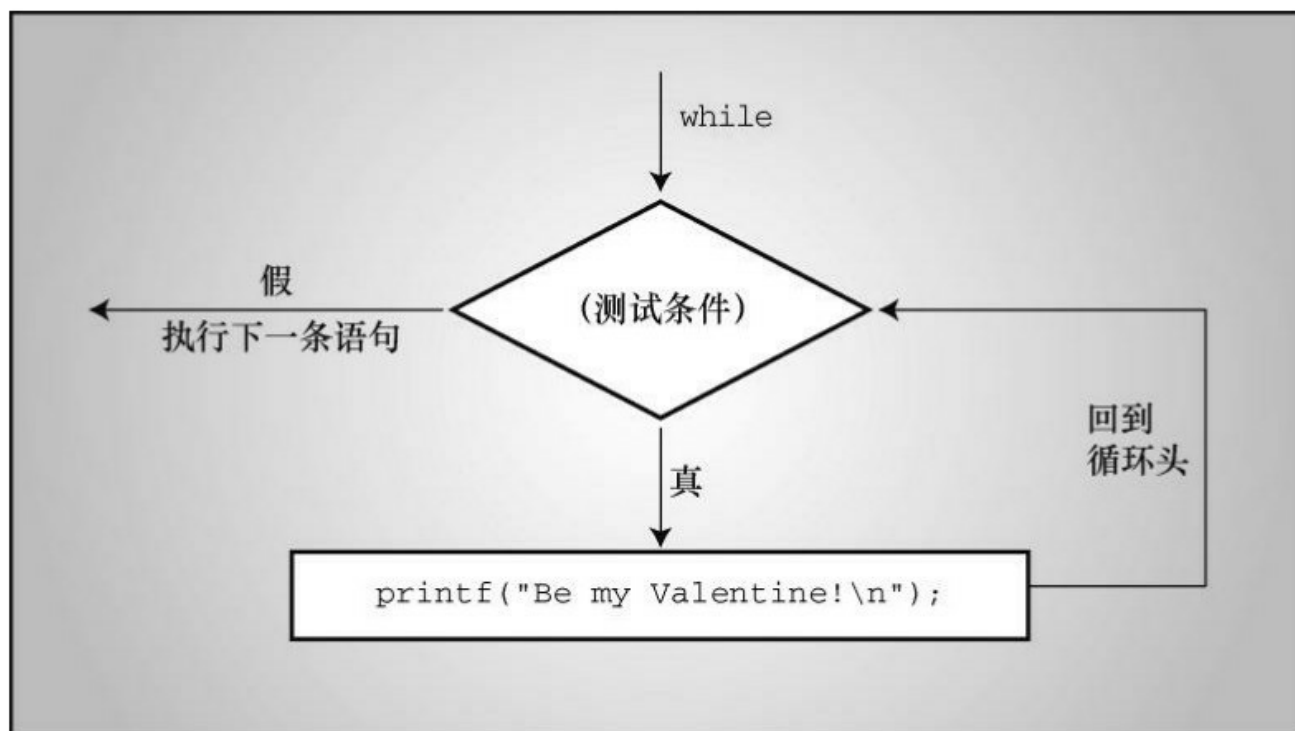 while
假
执行下一条语句
(测试条件)
真
回到
循环头
printf("Be my Valentine!\n");